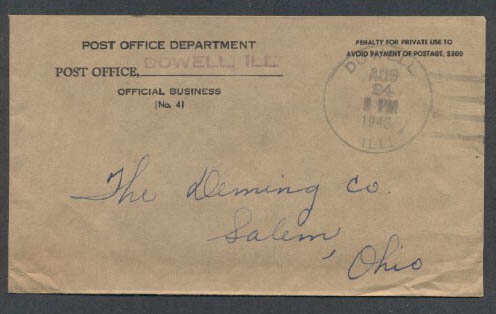 POST OFFICE DEPARTMENT
POST OFFICE, DOWELL, ILL.
OFFICIAL BUSINESS
(No. 4)
PENALTY FOR PRIVATE USE TO
AVOID PAYMENT OF POSTAGE, $300
DOWELL
AUG
24
PM
ILL.
The Deming Co.
Salem,
Ohio